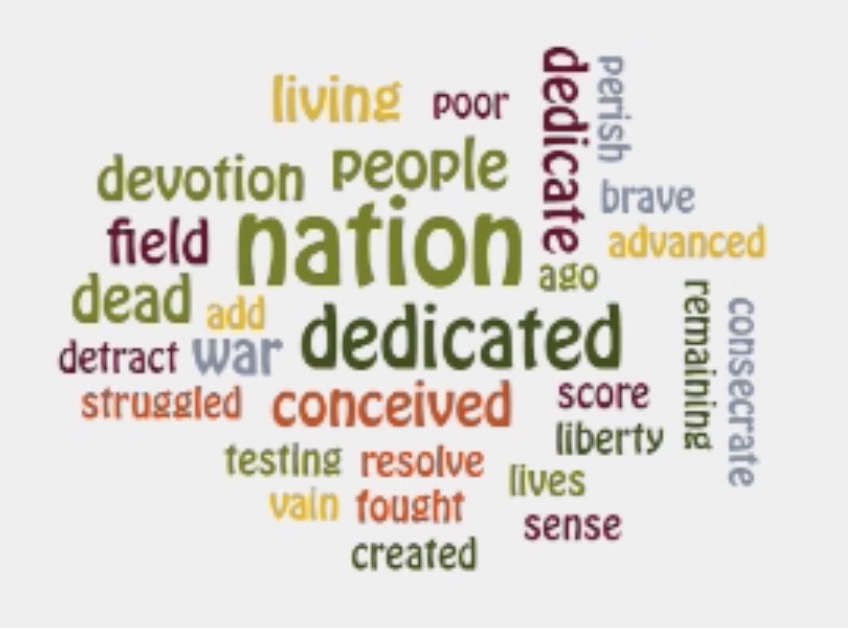 living
poor
dedicate
perish
devotion
people
brave
field
nation
advanced
ago
dead
add
dedicated
remaining
consecrate
detract
war
struggled
conceived
score
liberty
testing
resolve
lives
vain
fought
sense
created